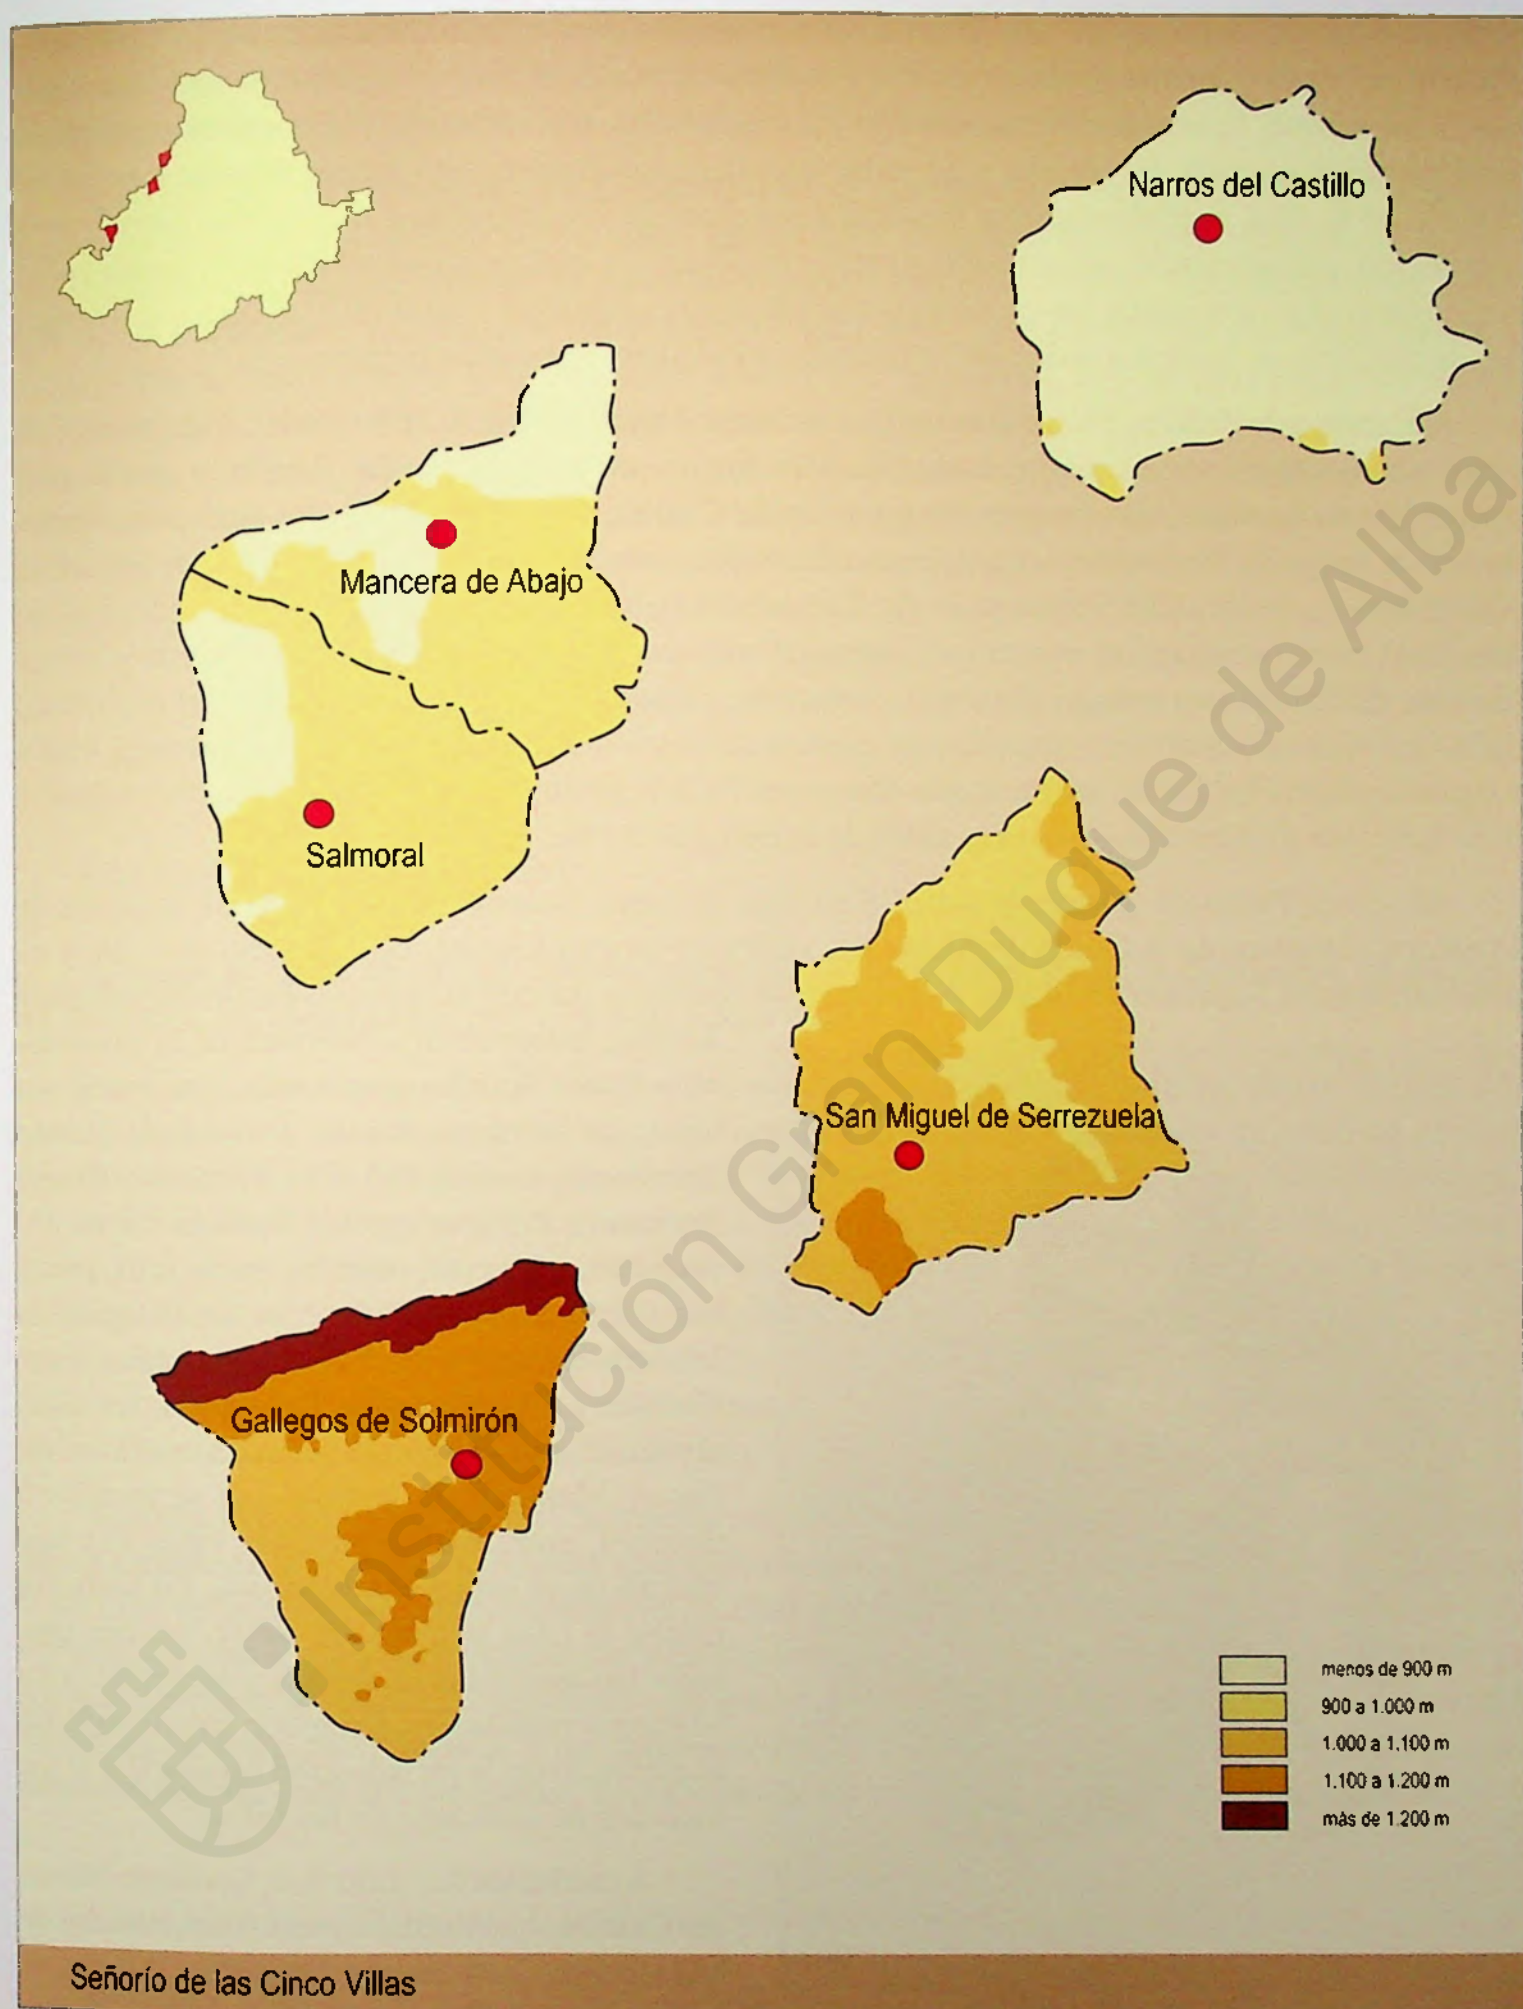 Narros del Castillo
Mancera de Abajo
Salmoral
San Miguel de Serrezuela
Gallegos de Solmirón
menos de 900 m
900 a 1.000 m
1.000 a 1.100 m
1.100 a 1.200 m
más de 1.200 m
Institución Gran Duque de Alba
Señorío de las Cinco Villas